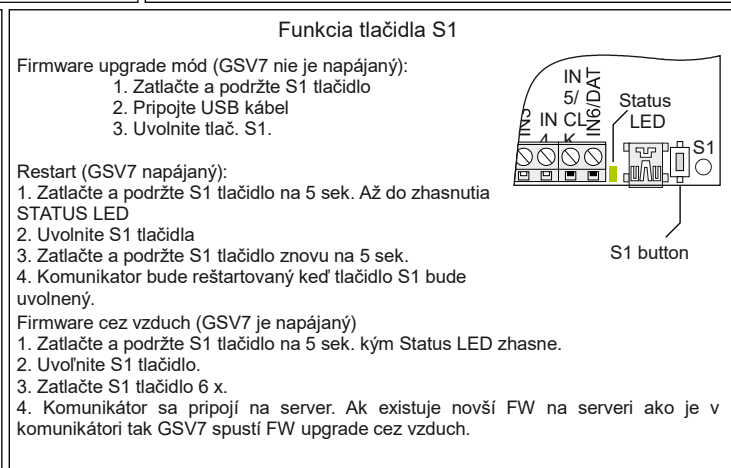 Funkcia tlačidla S1
Firmware upgrade mód (GSV7 nie je napájaný):
1. Zatlačte a podržte S1 tlačidlo
2. Pripojte USB kábel
3. Uvolnite tlač. S1.
Restart (GSV7 napájaný):
1. Zatlačte a podržte S1 tlačidlo na 5 sek. Až do zhasnutia
STATUS LED
2. Uvolnite S1 tlačidla
3. Zatlačte a podržte S1 tlačidlo znovu na 5 sek.
4. Komunikator bude reštartovaný keď tlačidlo S1 bude
uvolnený.
Firmware cez vzduch (GSV7 je napájaný)
1. Zatlačte a podržte S1 tlačidlo na 5 sek. kým Status LED zhasne.
2. Uvoľnite S1 tlačidlo.
3. Zatlačte S1 tlačidlo 6 x.
4. Komunikátor sa pripojí na server. Ak existuje novší FW na serveri ako je v
komunikátori tak GSV7 spustí FW upgrade cez vzduch.
IN3
IN
4
IN
5/
CL
K
IN6/DAT
Status
LED
S1
S1 button